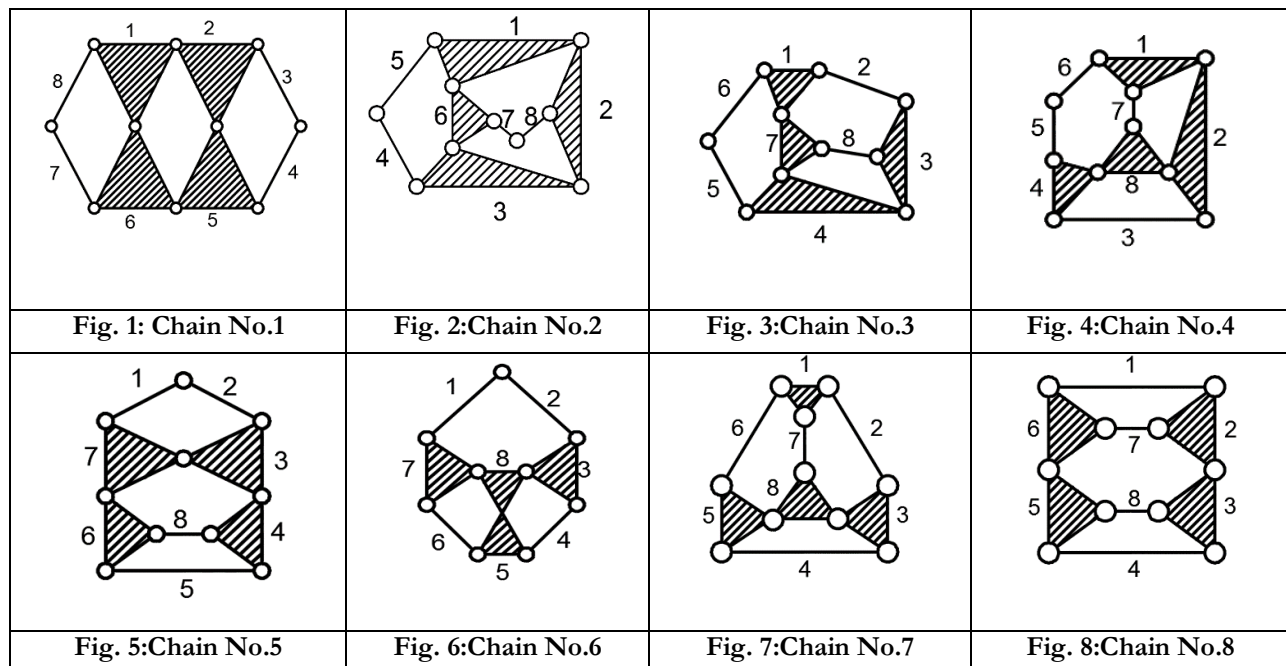 1 2
8 3
7 4
6 5
Fig. 1: Chain No.1
1
5
6 7 8 2
4
3
Fig. 2:Chain No.2
1 2
6
7 8 3
5
4
Fig. 3:Chain No.3
1
6
5 7 2
4 8
3
Fig. 4:Chain No.4
1 2
7 3
6 8 4
5
Fig. 5:Chain No.5
1 2
7 8 3
6 4
5
Fig. 6:Chain No.6
1
6 7 2
5 8 3
4
Fig. 7:Chain No.7
1
6 7 2
5 8 3
4
Fig. 8:Chain No.8